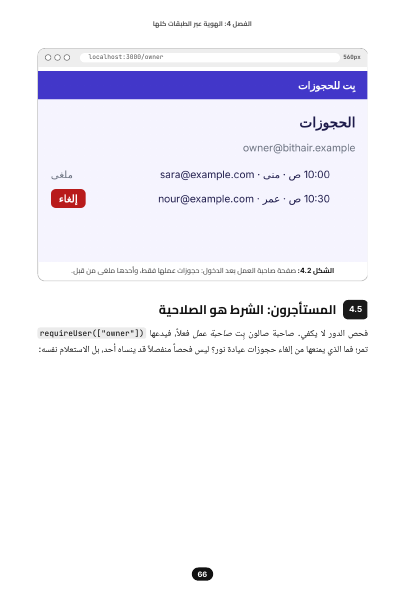 الفصل 4: الهوية عبر الطبقات كلها
localhost:3000/owner
560px
بِت للحجوزات
الحجوزات
owner@bithair.example
10:00 ص · منى · sara@example.com
ملغى
10:30 ص · عمر · nour@example.com
إلغاء
الشكل 4.2: صفحة صاحبة العمل بعد الدخول: حجوزات عملها فقط، وأحدها ملغى من قبل.
4.5 المستأجرون: الشرط هو الصلاحية
فحص الدور لا يكفي. صاحبة صالون بِت صاحبة عمل فعلاً، فيدعها requireUser(["owner"])
تمر؛ فما الذي يمنعها من إلغاء حجوزات عيادة نور؟ ليس فحصاً منفصلاً قد ينساه أحد، بل الاستعلام نفسه:
66